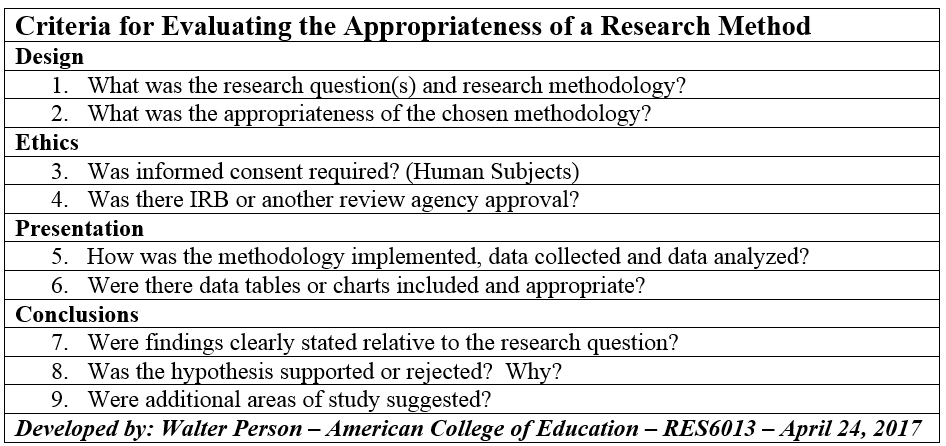 Criteria for Evaluating the Appropriateness of a Research Method
Design
1. What was the research question(s) and research methodology?
2. What was the appropriateness of the chosen methodology?
Ethics
3. Was informed consent required? (Human Subjects)
4. Was there IRB or another review agency approval?
Presentation
5. How was the methodology implemented, data collected and data analyzed?
6. Were there data tables or charts included and appropriate?
Conclusions
7. Were findings clearly stated relative to the research question?
8. Was the hypothesis supported or rejected?  Why?
9. Were additional areas of study suggested?
Developed by: Walter Person – American College of Education – RES6013 – April 24, 2017